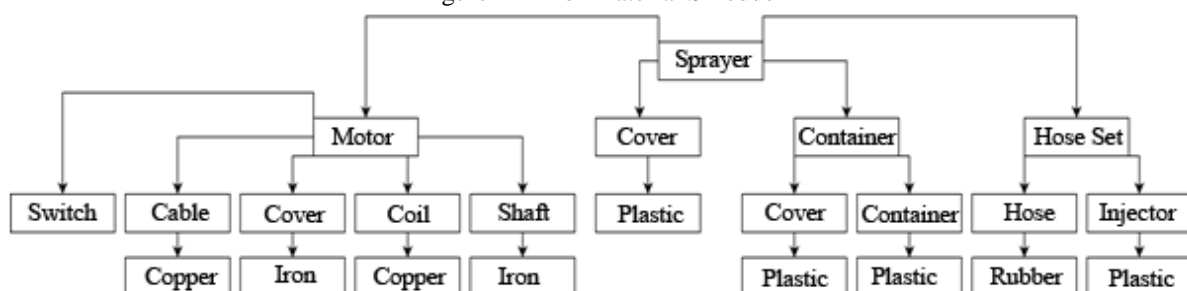 Sprayer
Motor Cover Container Hose Set
Switch Cable Cover Coil Shaft Plastic Cover Container Hose Injector
Copper Iron Copper Iron Plastic Plastic Rubber Plastic